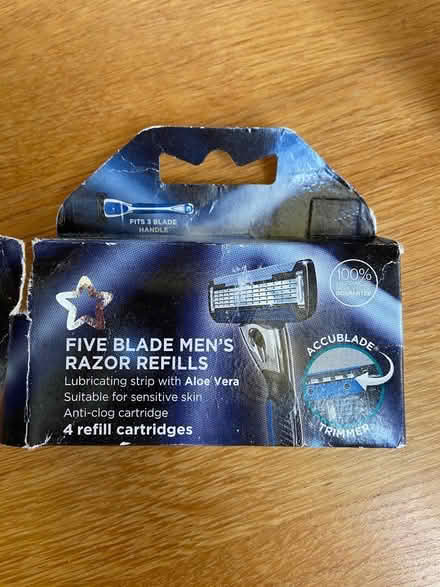 FITS 3 BLADE
HANDLE
100%
GUARANTEE
FIVE BLADE MEN'S
RAZOR REFILLS
Lubricating strip with Aloe Vera
Suitable for sensitive skin
Anti-clog cartridge
4 refill cartridges
ACCUBLADE
TRIMMER